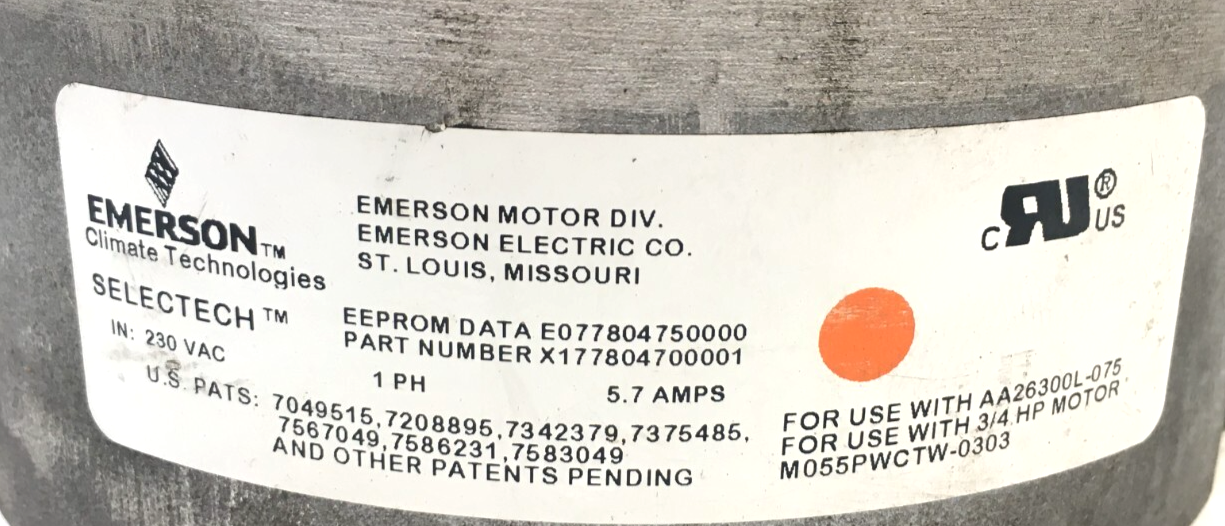 EMERSON™
Climate Technologies
SELECTECH™
IN: 230 VAC
EMERSON MOTOR DIV.
EMERSON ELECTRIC CO.
ST. LOUIS, MISSOURI
EEPROM DATA E077804750000
PART NUMBER X177804700001
1 PH 5.7 AMPS
U.S. PATS: 7049515,7208895,7342379,7375485,
7567049,7586231,7583049
AND OTHER PATENTS PENDING
C RU® US
FOR USE WITH AA26300L-075
FOR USE WITH 3/4 HP MOTOR
M055PWCTW-0303